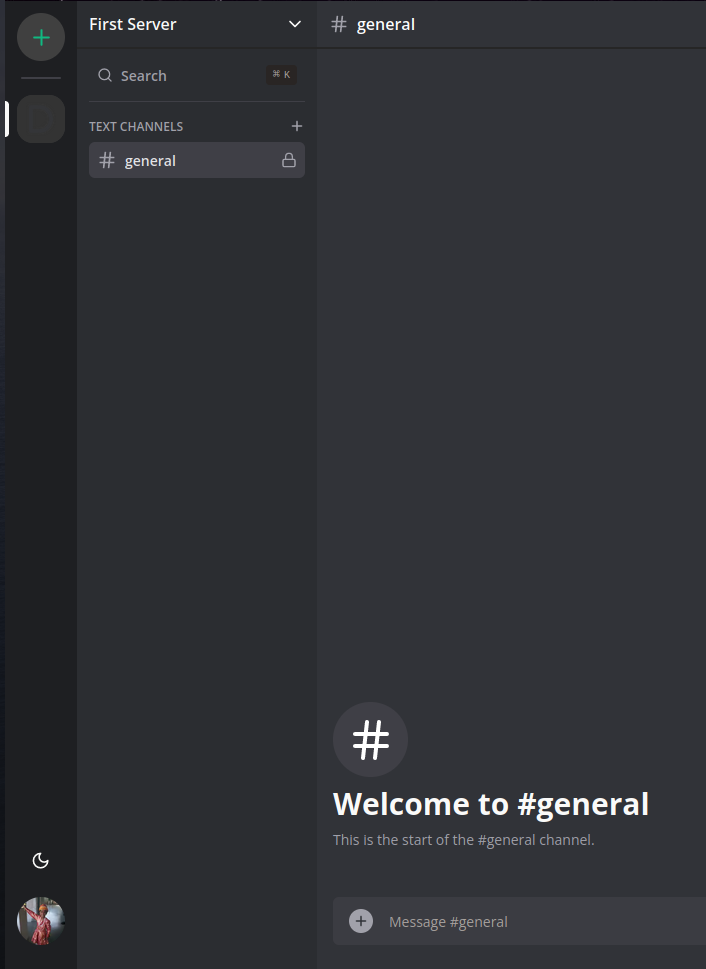 First Server
# general
Search
⌘ K
TEXT CHANNELS
# general
#
Welcome to #general
This is the start of the #general channel.
Message #general